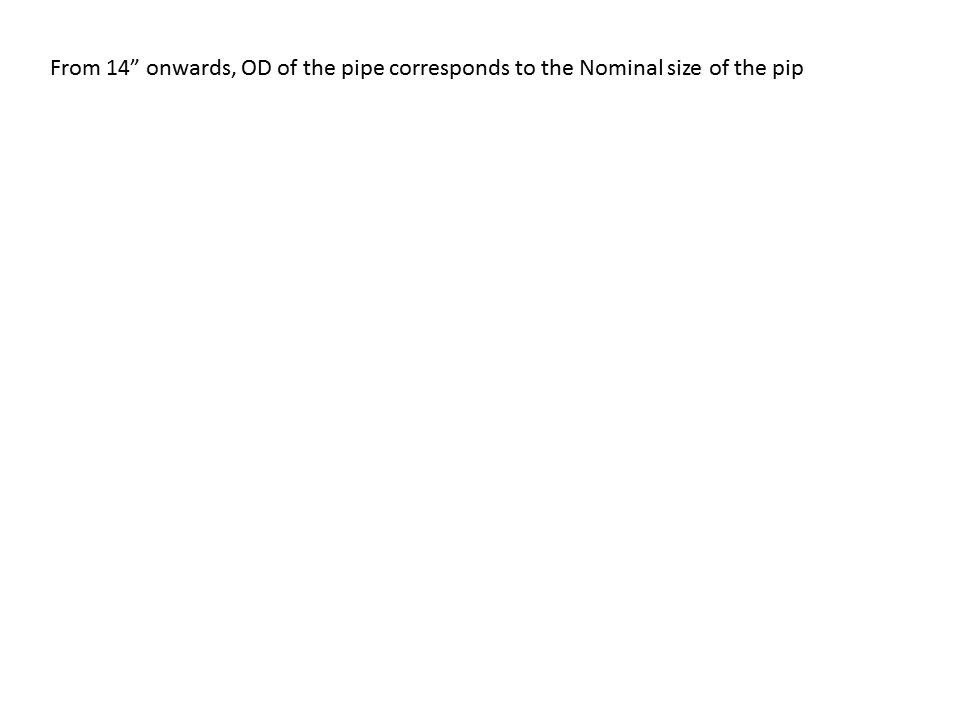 From 14” onwards, OD of the pipe corresponds to the Nominal size of the pip